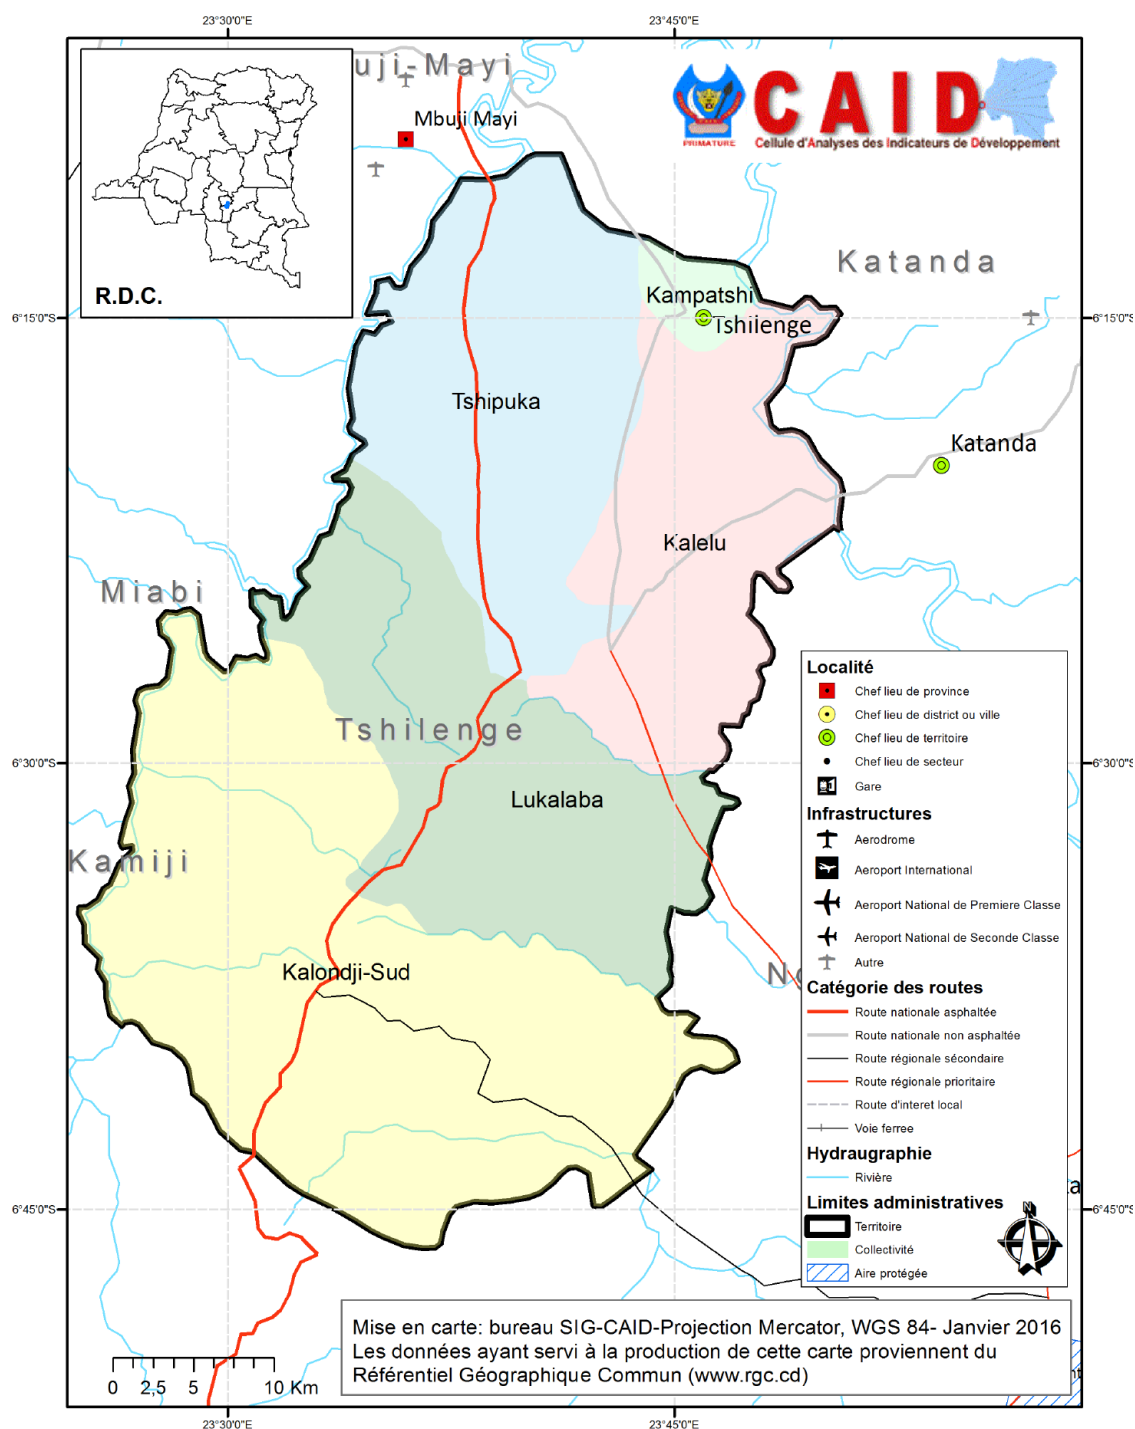 23°30'0"E
23°45'0"E
uji-Mayi
Mbuji Mayi
PRIMATURE
CAID
Cellule d'Analyses des Indicateurs de Développement
R.D.C.
Katanda
Kampatshi
6°15'0"S
Tshilenge
6°15'0"S
Tshipuka
Katanda
Kalelu
Miabi
Tshilenge
6°30'0"S
6°30'0"S
Lukalaba
Kamiji
Kalondji-Sud
Localité
Chef lieu de province
Chef lieu de district ou ville
Chef lieu de territoire
Chef lieu de secteur
Gare
Infrastructures
Aerodrome
Aeroport International
Aeroport National de Premiere Classe
Aeroport National de Seconde Classe
Autre
Catégorie des routes
Route nationale asphaltée
Route nationale non asphaltée
Route régionale sécondaire
Route régionale prioritaire
Route d'interet local
Voie ferree
Hydraugraphie
Rivière
Limites administratives
Territoire
Collectivité
Aire protégée
N
6°45'0"S
6°45'0"S
Mise en carte: bureau SIG-CAID-Projection Mercator, WGS 84- Janvier 2016
Les données ayant servi à la production de cette carte proviennent du
Référentiel Géographique Commun (www.rgc.cd)
0 2,5 5 10 Km
23°30'0"E
23°45'0"E